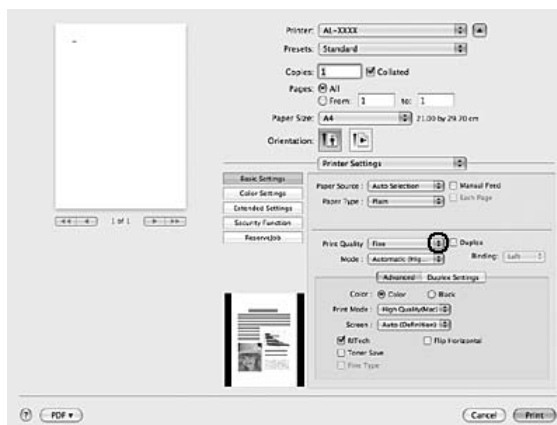 Printer: AL-XXXX
Presets: Standard
Copies: 1 Collated
Pages: All
From: 1 to: 1
Paper Size: A4 21.00 by 29.70 cm
Orientation:
Printer Settings
Basic Settings
Color Settings
Extended Settings
Security Function
ReserveJob
Paper Source : Auto Selection Manual Feed
Paper Type : Plain Each Page
1 of 1
Print Quality : Fine Duplex
Mode : Automatic (Hig... Binding: Left
Advanced Duplex Settings
Color : Color Black
Print Mode : High Quality(Mac)
Screen : Auto (Definition)
RITech Flip Horizontal
Toner Save
Fine Type
? PDF ▾ Cancel Print